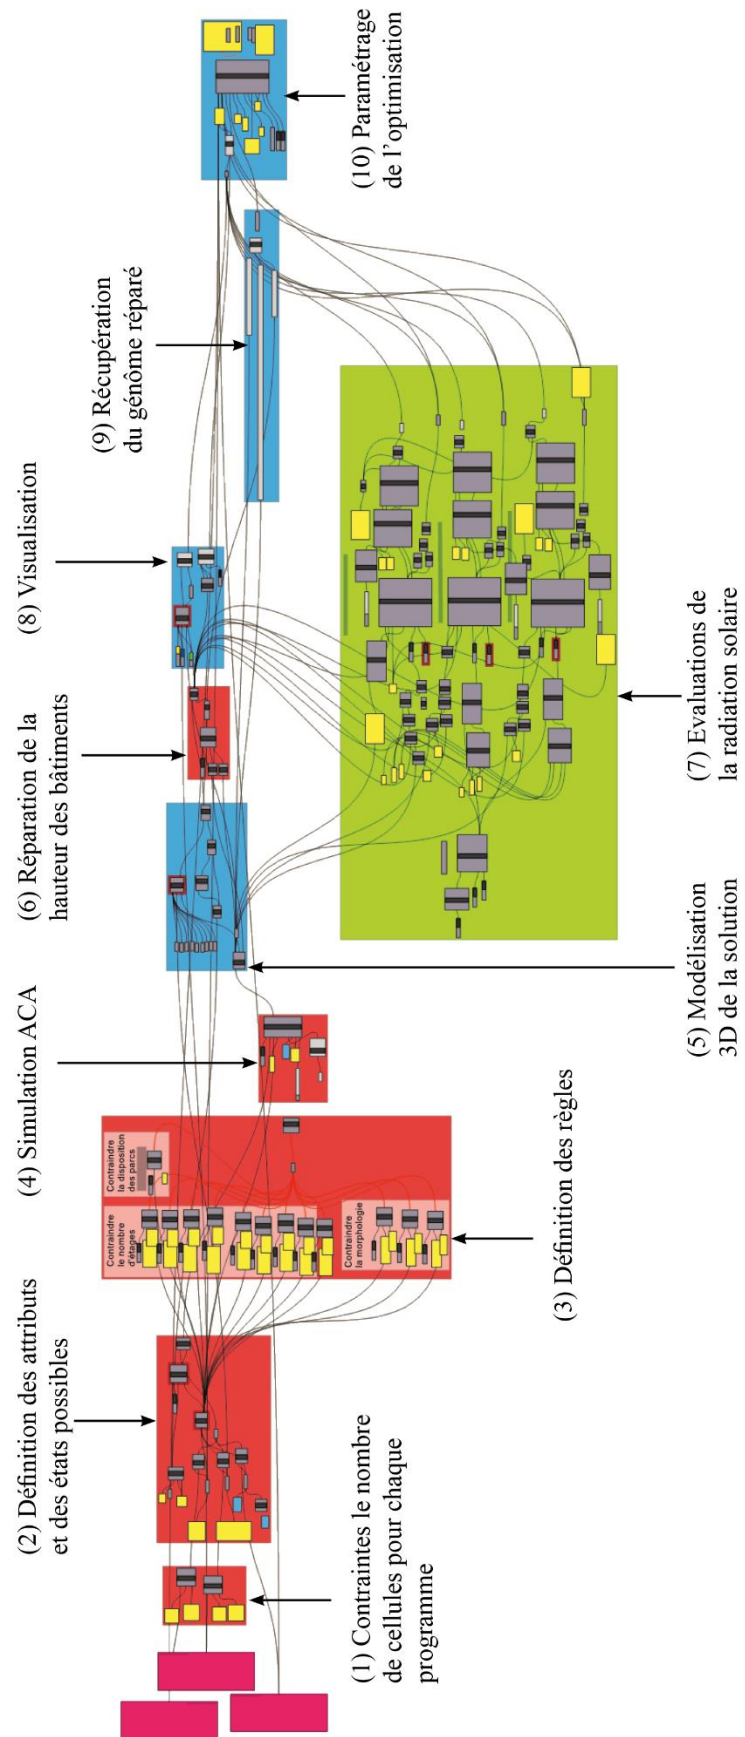 (1) Contraintes le nombre
de cellules pour chaque
programme
(2) Définition des attributs
et des états possibles
(3) Définition des règles
Contraindre
le nombre
d'étages
Contraindre
la disposition
des parcs
Contraindre
la morphologie
(4) Simulation ACA
(5) Modélisation
3D de la solution
(6) Réparation de la
hauteur des bâtiments
(7) Evaluations de
la radiation solaire
(8) Visualisation
(9) Récupération
du génôme réparé
(10) Paramétrage
de l'optimisation